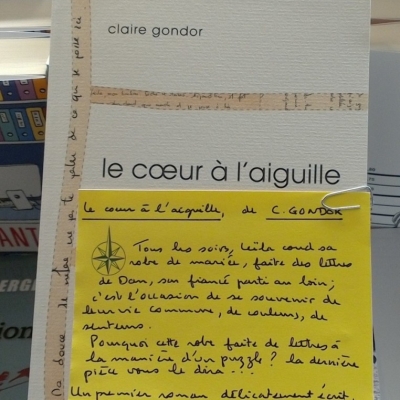 claire gondor
le cœur à l'aiguille
le cœur à l'aiguille, de C. GONDOR
Tous les soirs, Leïla coud sa
robe de mariée, faite des lettres
de Dan, son fiancé parti au loin;
c'est l'occasion de se souvenir de
leur vie commune, de couleurs, de
senteurs.
Pourquoi cette robe faite de lettres à
la manière d'un puzzle? la dernière
pièce vous le dira...
Un premier roman délicatement écrit,
ANT
ERG